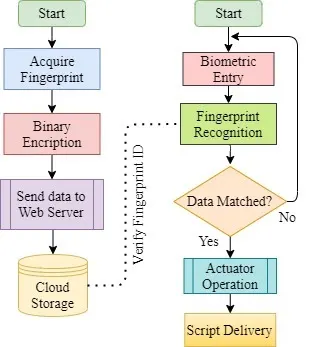 Start
Acquire
Fingerprint
Binary
Encription
Send data to
Web Server
Cloud
Storage
Verify Fingerprint ID
Start
Biometric
Entry
Fingerprint
Recognition
Data Matched?
No
Yes
Actuator
Operation
Script Delivery